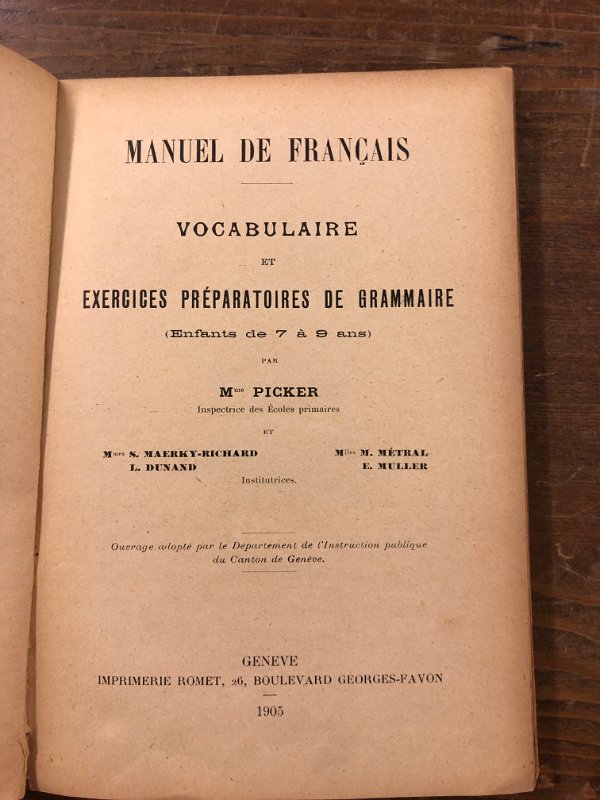 MANUEL DE FRANÇAIS
VOCABULAIRE
ET
EXERCICES PRÉPARATOIRES DE GRAMMAIRE
(Enfants de 7 à 9 ans)
PAR
Mme PICKER
Inspectrice des Écoles primaires
ET
Mmes S. MAERKY-RICHARD
L. DUNAND
Mlles M. MÉTRAL
E. MULLER
Institutrices.
Ouvrage adopté par le Département de l'Instruction publique
du Canton de Genève.
GENEVE
IMPRIMERIE ROMET, 26, BOULEVARD GEORGES-FAVON
1905